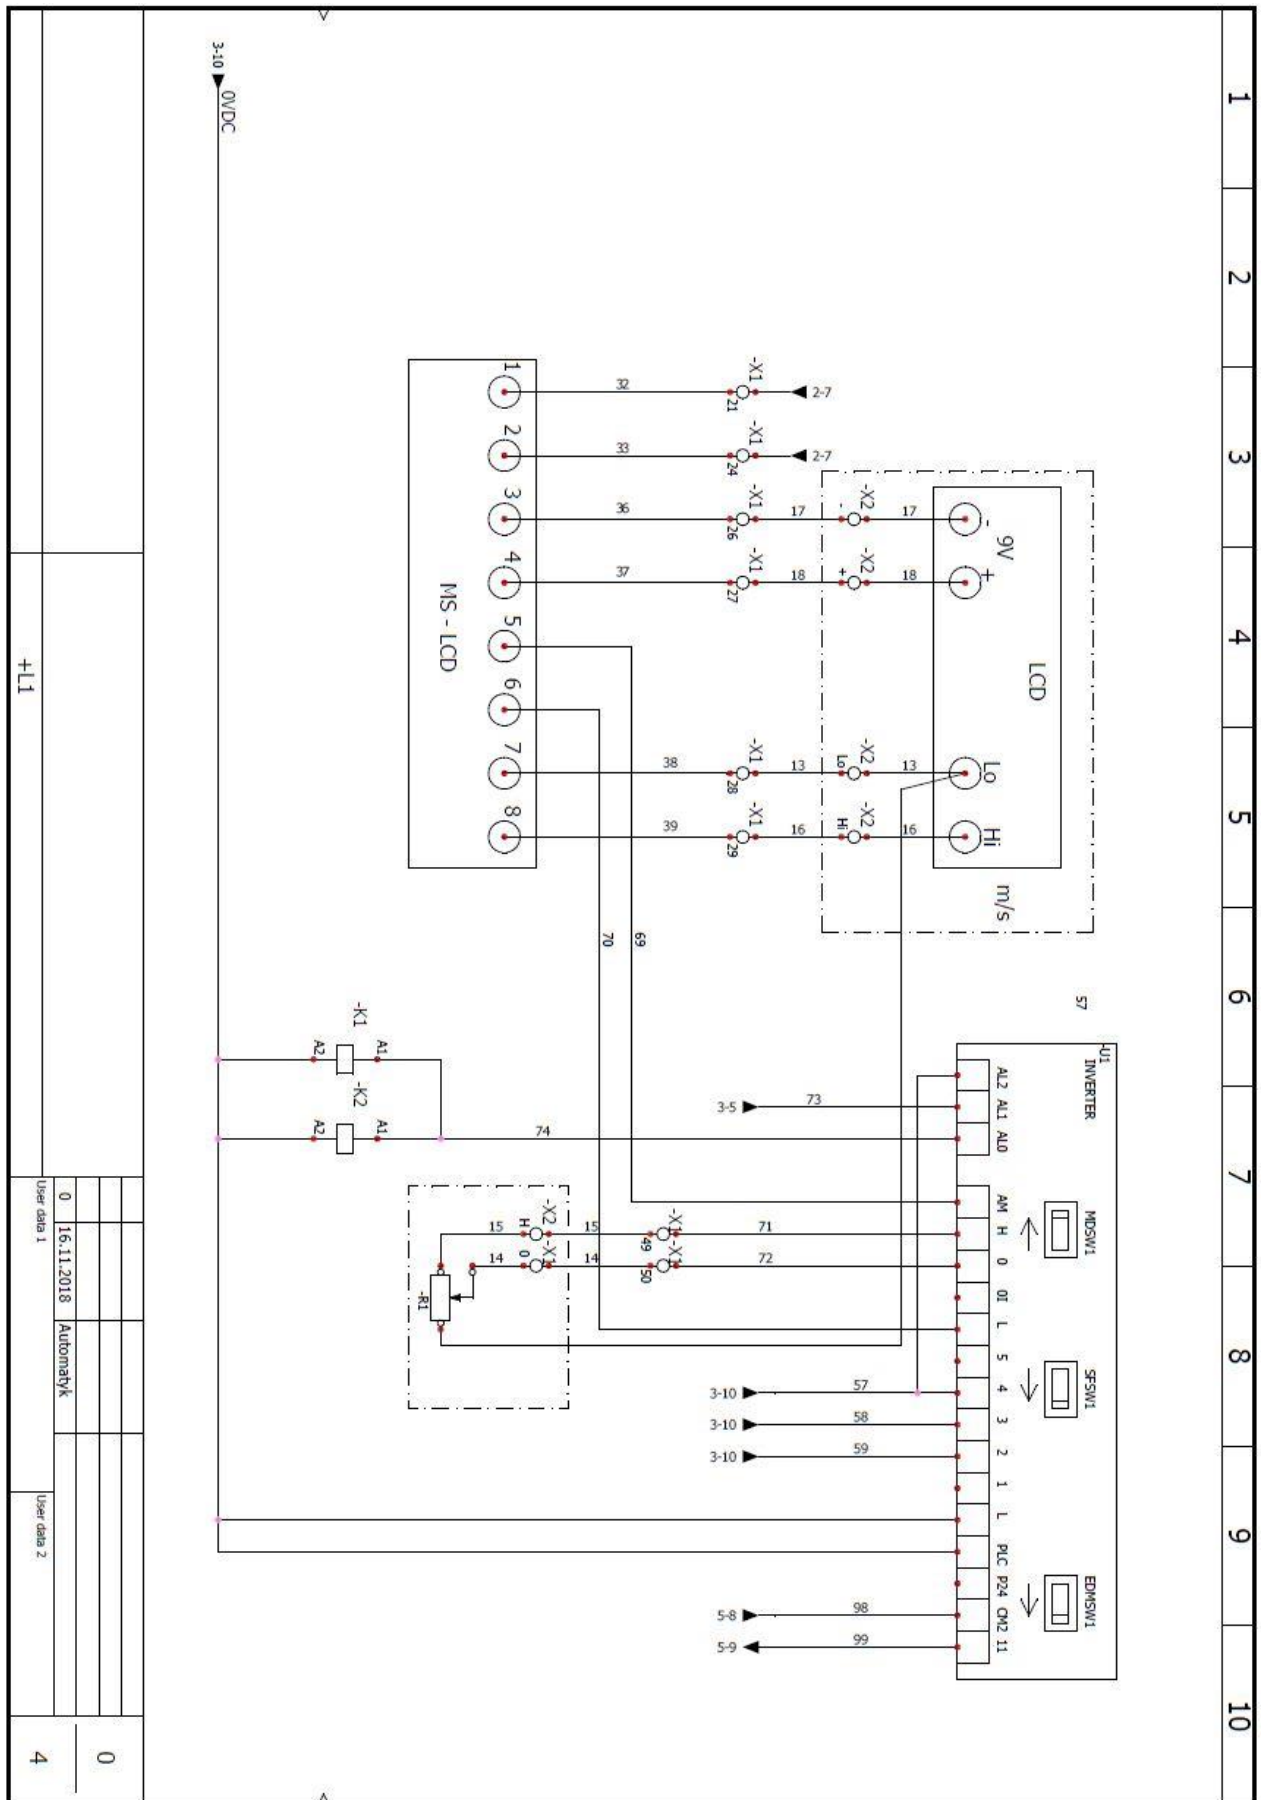 1 2 3 4 5 6 7 8 9 10
57
-U1
INVERTER
MDSW1 SFSW1 EDMSW1
AL2 AL1 AL0 AM H O OI L 5 4 3 2 1 L PLC P24 CM2 11
LCD
- 9V + m/s
Lo Hi
17 18 13 16
-X2 -X2 -X2 -X2
- + Lo Hi
2-7 2-7 17 18 13 16
-X1 -X1 -X1 -X1 -X1 -X1
21 24 26 27 28 29
73 57 58 59 98 99
3-5 3-10 3-10 3-10 5-8 5-9
71 72
-X1 -X1
49 50
32 33 36 37 38 39
69
70
15 14
-X2 -X1
H 0
74
15 14
1 2 3 4 5 6 7 8
MS - LCD
-R1
-K1 -K2
A1 A1
A2 A2
3-10 0VDC
0 16.11.2018 Automatyk
User data 1 User data 2
+L1
0
4